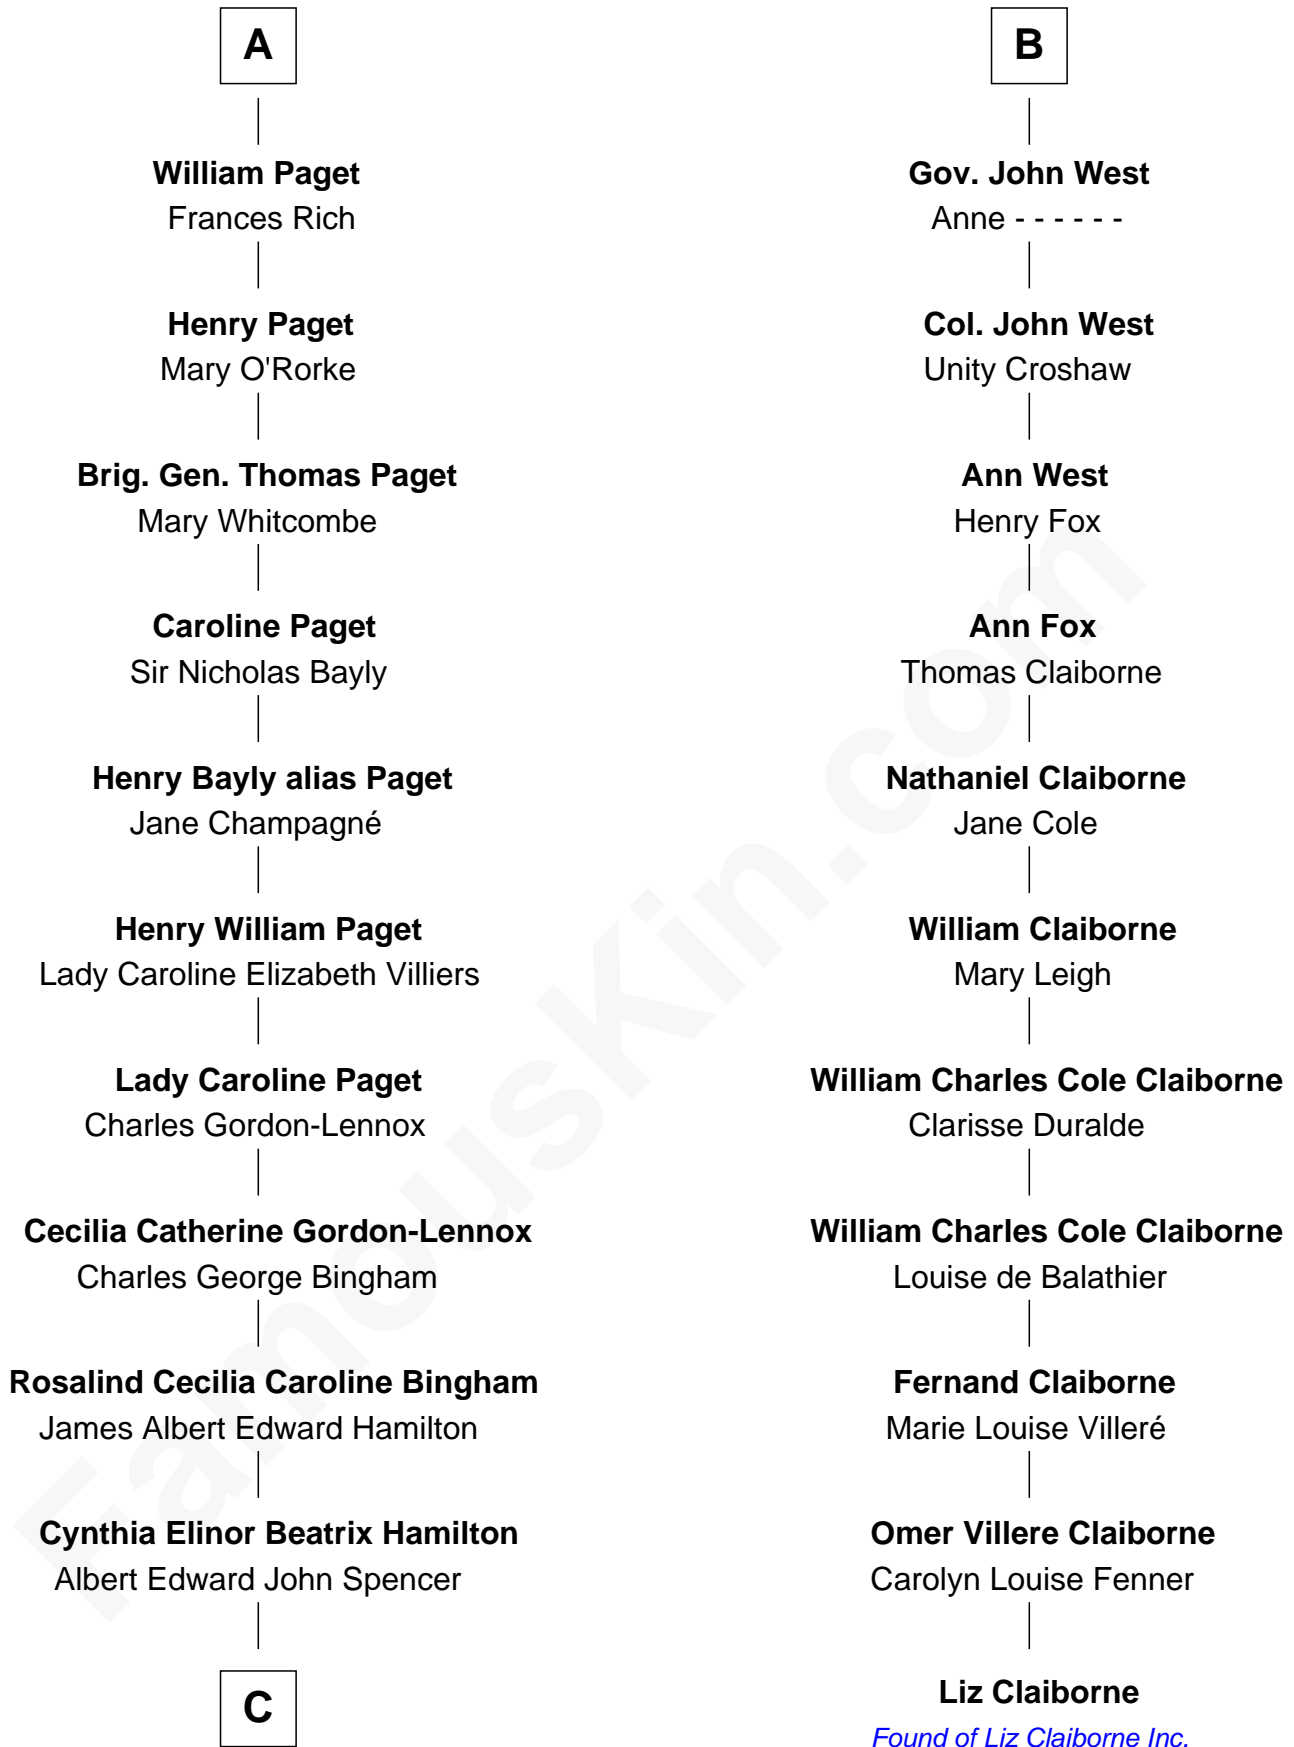 A
William Paget
Frances Rich
Henry Paget
Mary O'Rorke
Brig. Gen. Thomas Paget
Mary Whitcombe
Caroline Paget
Sir Nicholas Bayly
Henry Bayly alias Paget
Jane Champagné
Henry William Paget
Lady Caroline Elizabeth Villiers
Lady Caroline Paget
Charles Gordon-Lennox
Cecilia Catherine Gordon-Lennox
Charles George Bingham
Rosalind Cecilia Caroline Bingham
James Albert Edward Hamilton
Cynthia Elinor Beatrix Hamilton
Albert Edward John Spencer
C
B
Gov. John West
Anne - - - - - -
Col. John West
Unity Croshaw
Ann West
Henry Fox
Ann Fox
Thomas Claiborne
Nathaniel Claiborne
Jane Cole
William Claiborne
Mary Leigh
William Charles Cole Claiborne
Clarisse Duralde
William Charles Cole Claiborne
Louise de Balathier
Fernand Claiborne
Marie Louise Villeré
Omer Villere Claiborne
Carolyn Louise Fenner
Liz Claiborne
Found of Liz Claiborne Inc.
FamousKin.com